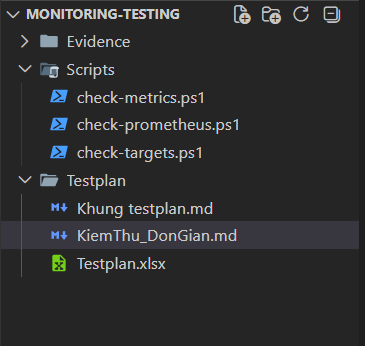 MONITORING-TESTING
Evidence
Scripts
check-metrics.ps1
check-prometheus.ps1
check-targets.ps1
Testplan
Khung testplan.md
KiemThu_DonGian.md
Testplan.xlsx